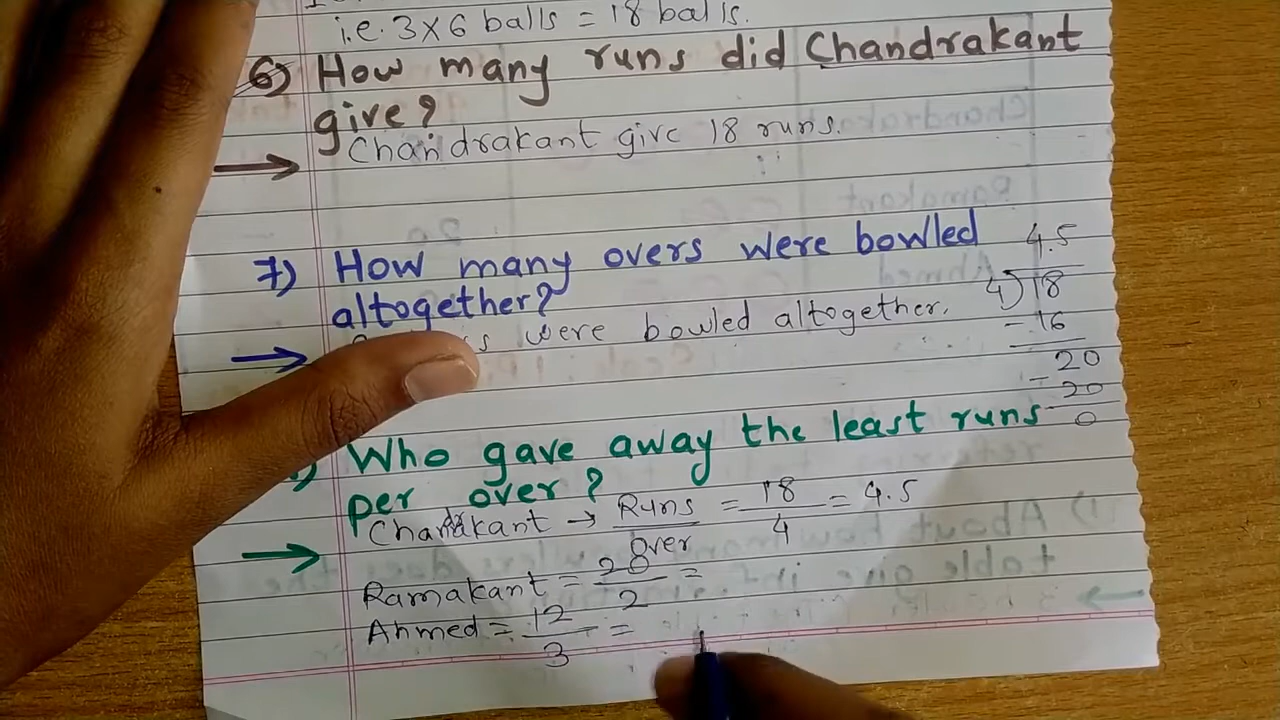 i.e. 3 x 6 balls = 18 balls.
6) How many runs did Chandrakant
give?
Chandrakant give 18 runs.
7) How many overs were bowled
altogether?
were bowled altogether.
4.5
4)18
- 16
- 20
20
0
Who gave away the least runs
per over?
Chandrakant → Runs/over = 18/4 = 4.5
Ramakant = 20/2 =
Ahmed = 12/3 =